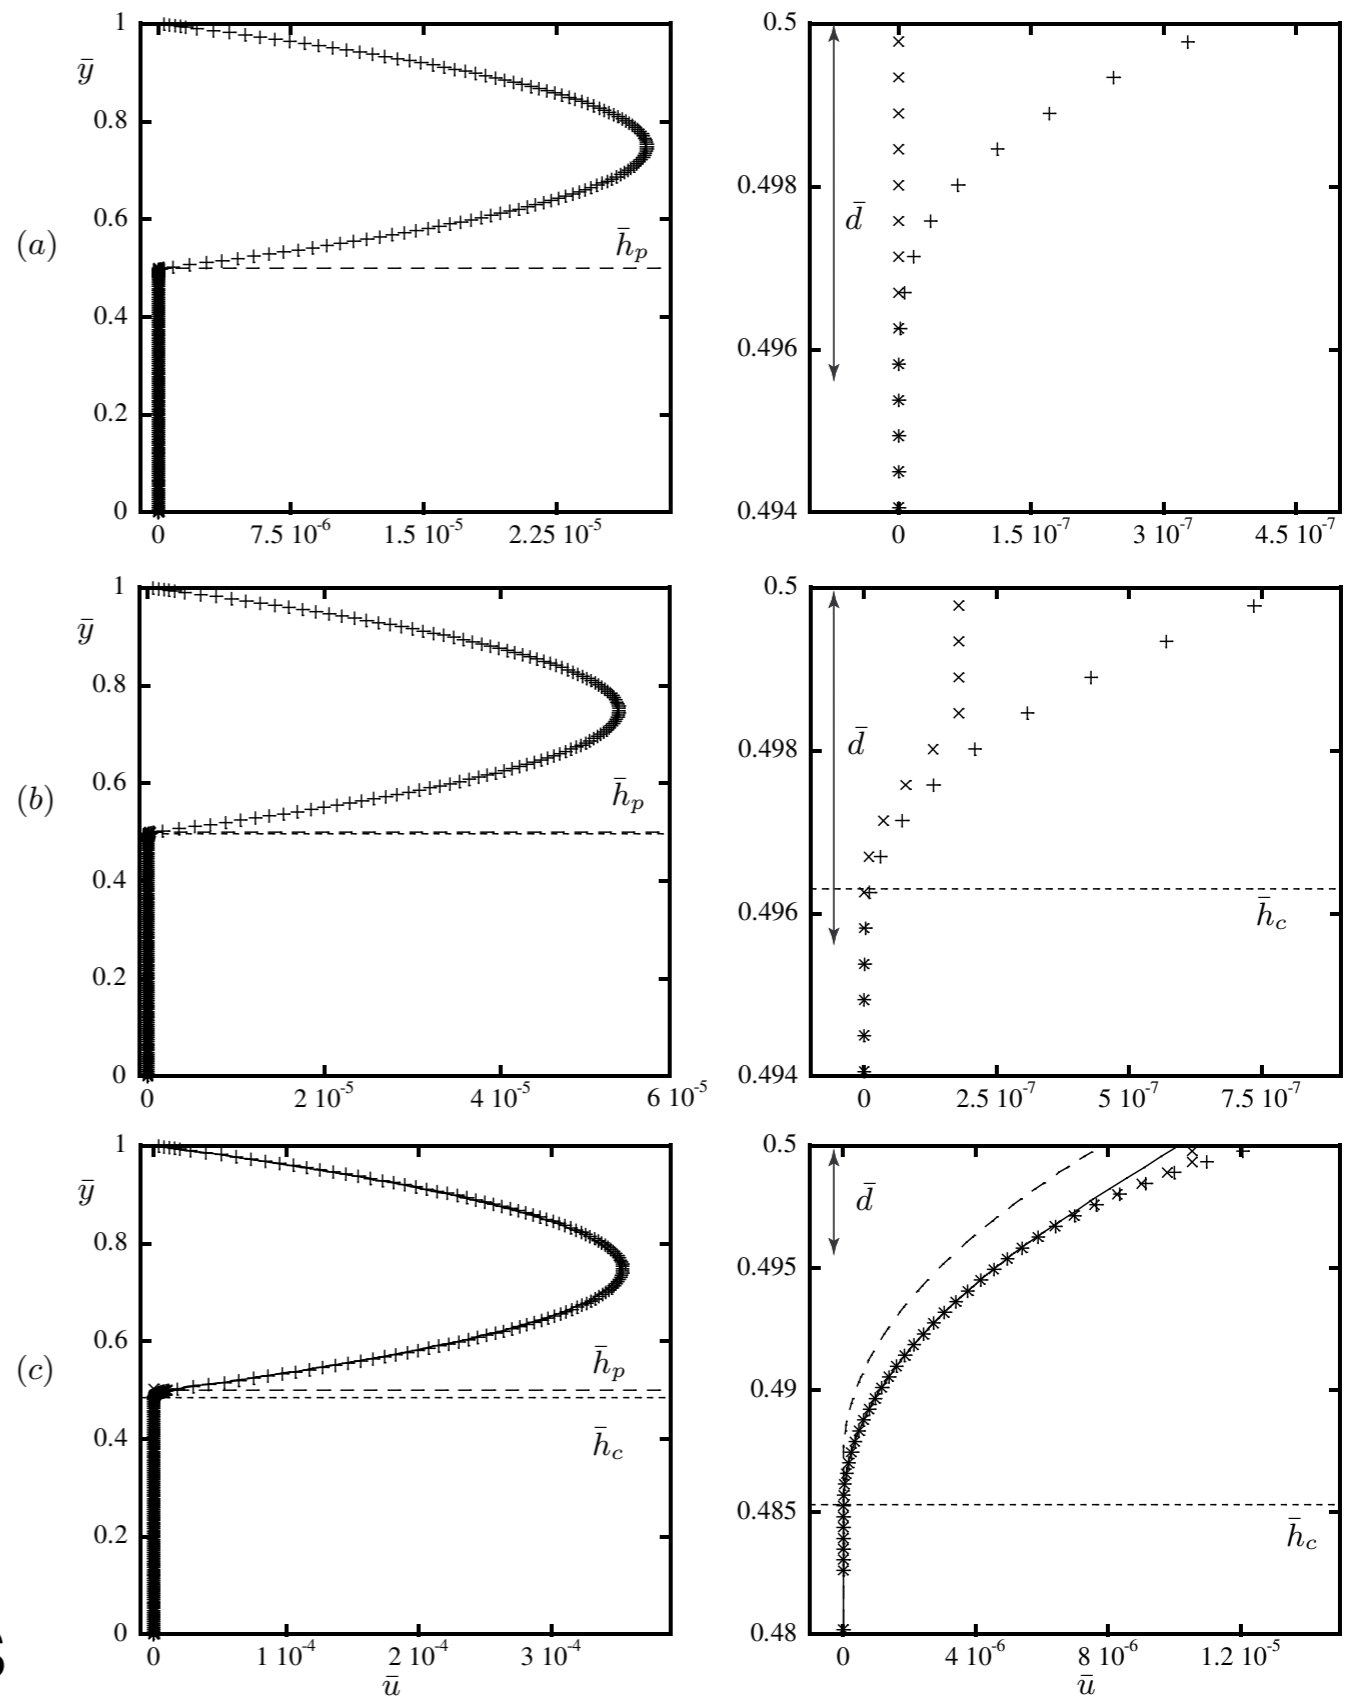 1
ȳ
0.8
0.6
(a)
h̄ₚ
0.4
0.2
0
0 7.5 10⁻⁶ 1.5 10⁻⁵ 2.25 10⁻⁵
0.5
0.498
d̄
0.496
0.494
0 1.5 10⁻⁷ 3 10⁻⁷ 4.5 10⁻⁷
1
ȳ
0.8
0.6
(b)
h̄ₚ
0.4
0.2
0
0 2 10⁻⁵ 4 10⁻⁵ 6 10⁻⁵
0.5
0.498
d̄
0.496
h̄_c
0.494
0 2.5 10⁻⁷ 5 10⁻⁷ 7.5 10⁻⁷
1
ȳ
0.8
0.6
(c)
h̄ₚ
0.4
h̄_c
0.2
0
0 1 10⁻⁴ 2 10⁻⁴ 3 10⁻⁴
ū
0.5
d̄
0.495
0.49
0.485
h̄_c
0.48
0 4 10⁻⁶ 8 10⁻⁶ 1.2 10⁻⁵
ū